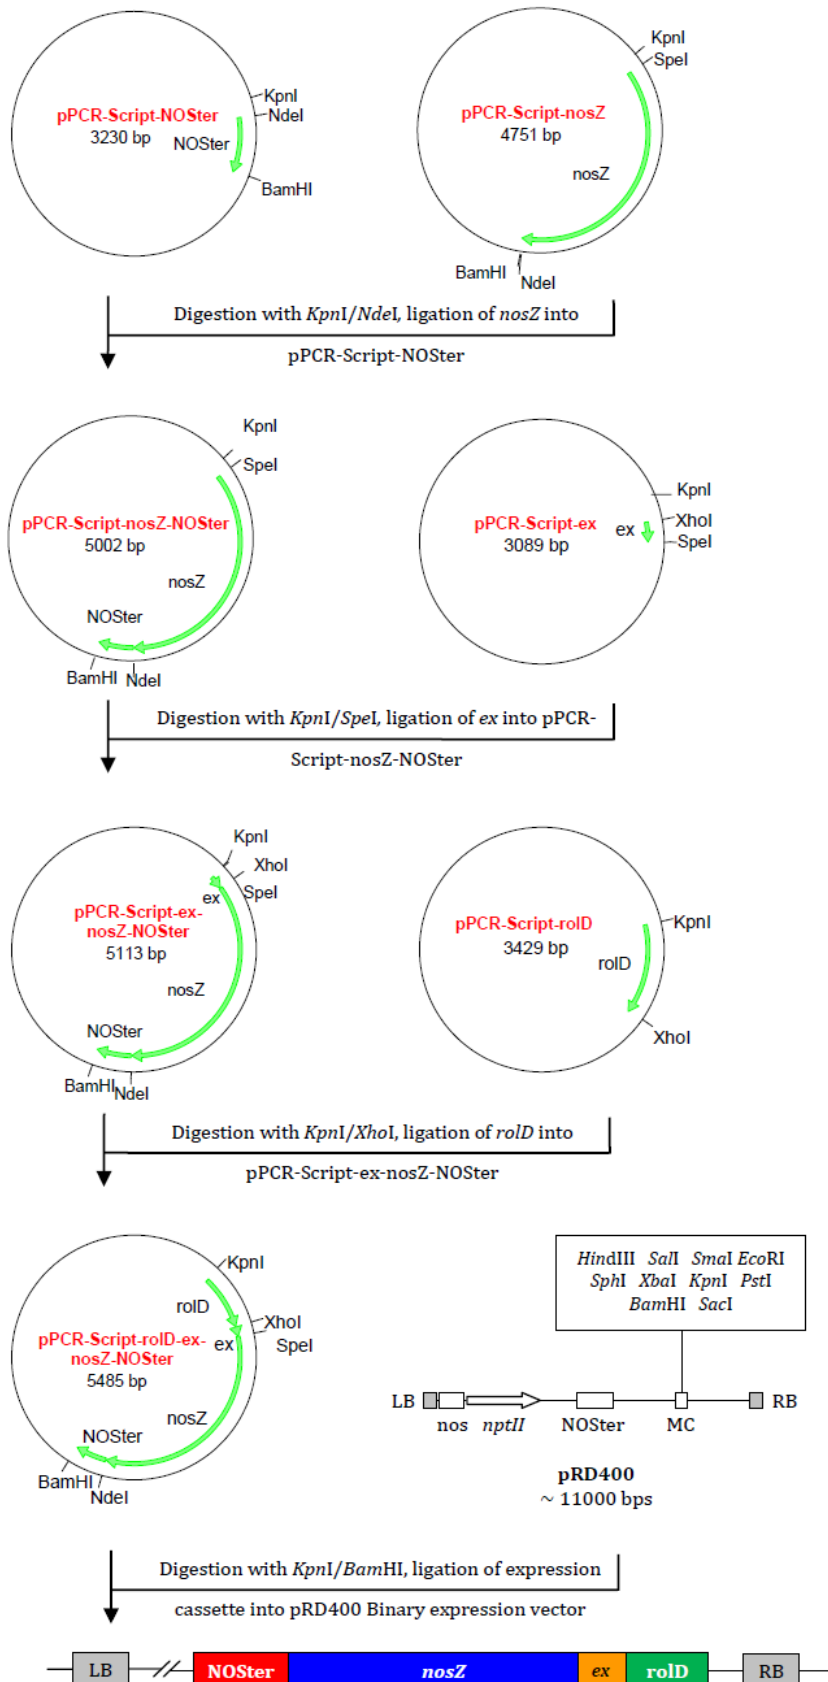 KpnI
NdeI
pPCR-Script-NOSter
3230 bp
NOSter
BamHI
KpnI
SpeI
pPCR-Script-nosZ
4751 bp
nosZ
BamHI
NdeI
Digestion with KpnI/NdeI, ligation of nosZ into
pPCR-Script-NOSter
KpnI
SpeI
pPCR-Script-nosZ-NOSter
5002 bp
nosZ
NOSter
BamHI NdeI
KpnI
XhoI
SpeI
pPCR-Script-ex
3089 bp
ex
Digestion with KpnI/SpeI, ligation of ex into pPCR-
Script-nosZ-NOSter
KpnI
XhoI
SpeI
ex
pPCR-Script-ex-
nosZ-NOSter
5113 bp
nosZ
NOSter
BamHI NdeI
pPCR-Script-rolD
3429 bp
KpnI
rolD
XhoI
Digestion with KpnI/XhoI, ligation of rolD into
pPCR-Script-ex-nosZ-NOSter
KpnI
rolD
XhoI
SpeI
ex
pPCR-Script-rolD-ex-
nosZ-NOSter
5485 bp
nosZ
NOSter
BamHI
NdeI
HindIII SalI SmaI EcoRI
SphI XbaI KpnI PstI
BamHI SacI
LB RB
nos nptII NOSter MC
pRD400
~ 11000 bps
Digestion with KpnI/BamHI, ligation of expression
cassette into pRD400 Binary expression vector
LB NOSter nosZ ex rolD RB